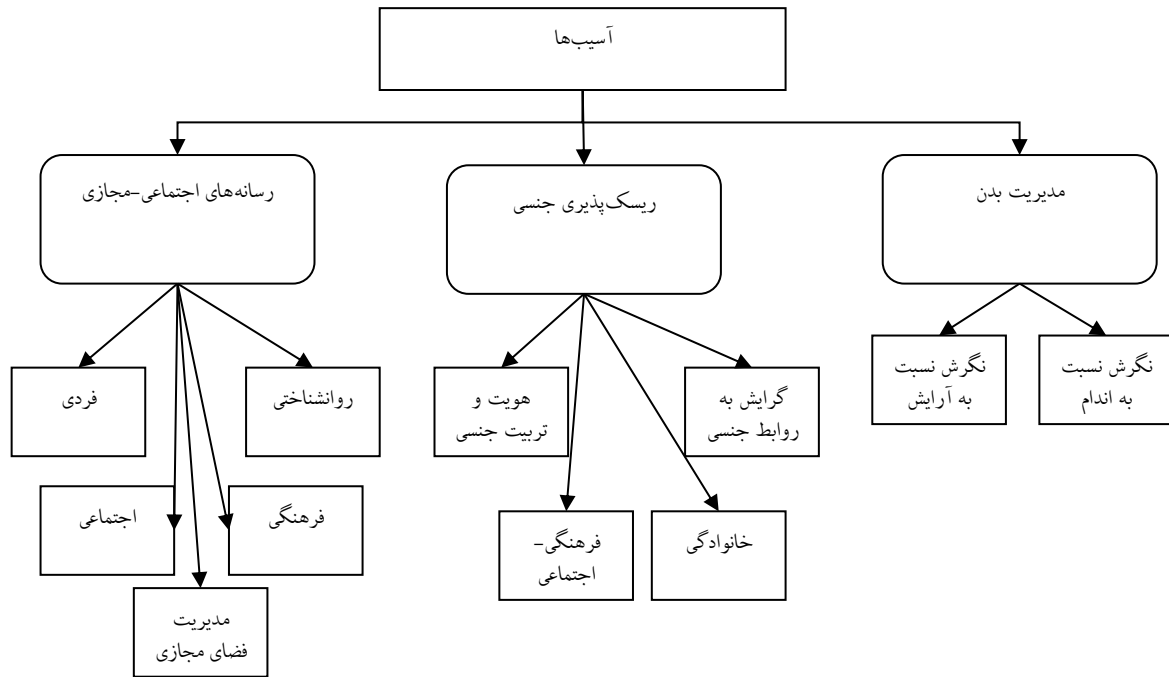 آسیب‌ها
مدیریت بدن
ریسک‌پذیری جنسی
رسانه‌های اجتماعی-مجازی
نگرش نسبت
به اندام
نگرش نسبت
به آرایش
گرایش به
روابط جنسی
هویت و
تربیت جنسی
خانوادگی
فرهنگی-
اجتماعی
روانشناختی
فردی
فرهنگی
اجتماعی
مدیریت
فضای مجازی